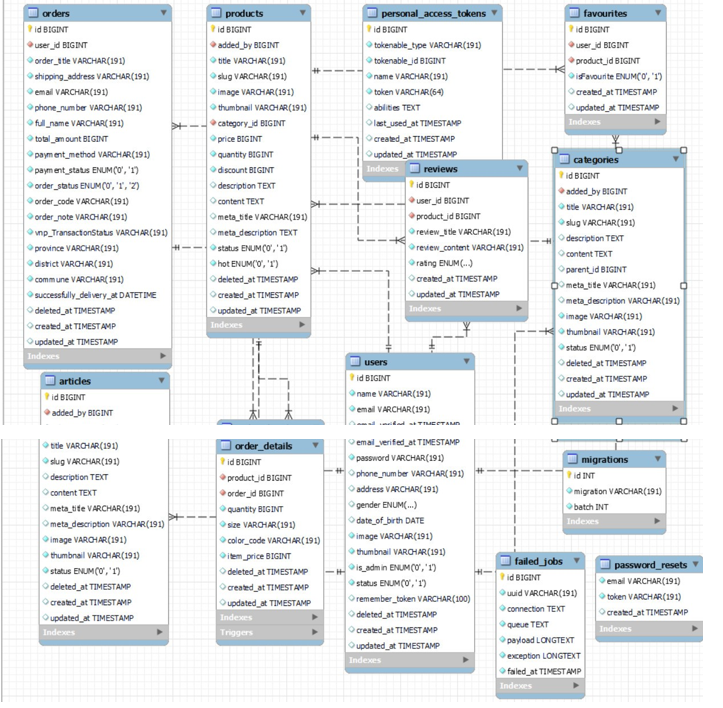 orders
id BIGINT
user_id BIGINT
order_title VARCHAR(191)
shipping_address VARCHAR(191)
email VARCHAR(191)
phone_number VARCHAR(191)
full_name VARCHAR(191)
total_amount BIGINT
payment_method VARCHAR(191)
payment_status ENUM('0', '1')
order_status ENUM('0', '1', '2')
order_code VARCHAR(191)
order_note VARCHAR(191)
vnp_TransactionStatus VARCHAR(191)
province VARCHAR(191)
district VARCHAR(191)
commune VARCHAR(191)
successfully_delivery_at DATETIME
deleted_at TIMESTAMP
created_at TIMESTAMP
updated_at TIMESTAMP
Indexes
products
id BIGINT
added_by BIGINT
title VARCHAR(191)
slug VARCHAR(191)
image VARCHAR(191)
thumbnail VARCHAR(191)
category_id BIGINT
price BIGINT
quantity BIGINT
discount BIGINT
description TEXT
content TEXT
meta_title VARCHAR(191)
meta_description TEXT
status ENUM('0', '1')
hot ENUM('0', '1')
deleted_at TIMESTAMP
created_at TIMESTAMP
updated_at TIMESTAMP
Indexes
personal_access_tokens
id BIGINT
tokenable_type VARCHAR(191)
tokenable_id BIGINT
name VARCHAR(191)
token VARCHAR(64)
abilities TEXT
last_used_at TIMESTAMP
created_at TIMESTAMP
updated_at TIMESTAMP
Indexes
favourites
id BIGINT
user_id BIGINT
product_id BIGINT
isFavourite ENUM('0', '1')
created_at TIMESTAMP
updated_at TIMESTAMP
Indexes
reviews
id BIGINT
user_id BIGINT
product_id BIGINT
review_title VARCHAR(191)
review_content VARCHAR(191)
rating ENUM(...)
created_at TIMESTAMP
updated_at TIMESTAMP
Indexes
categories
id BIGINT
added_by BIGINT
title VARCHAR(191)
slug VARCHAR(191)
description TEXT
content TEXT
parent_id BIGINT
meta_title VARCHAR(191)
meta_description VARCHAR(191)
image VARCHAR(191)
thumbnail VARCHAR(191)
status ENUM('0', '1')
deleted_at TIMESTAMP
created_at TIMESTAMP
updated_at TIMESTAMP
Indexes
articles
id BIGINT
added_by BIGINT
title VARCHAR(191)
slug VARCHAR(191)
description TEXT
content TEXT
meta_title VARCHAR(191)
meta_description VARCHAR(191)
image VARCHAR(191)
thumbnail VARCHAR(191)
status ENUM('0', '1')
deleted_at TIMESTAMP
created_at TIMESTAMP
updated_at TIMESTAMP
Indexes
order_details
id BIGINT
product_id BIGINT
order_id BIGINT
quantity BIGINT
size VARCHAR(191)
color_code VARCHAR(191)
item_price BIGINT
deleted_at TIMESTAMP
created_at TIMESTAMP
updated_at TIMESTAMP
Indexes
Triggers
users
id BIGINT
name VARCHAR(191)
email VARCHAR(191)
email_verified_at TIMESTAMP
email_verified_at TIMESTAMP
password VARCHAR(191)
phone_number VARCHAR(191)
address VARCHAR(191)
gender ENUM(...)
date_of_birth DATE
image VARCHAR(191)
thumbnail VARCHAR(191)
is_admin ENUM('0', '1')
status ENUM('0', '1')
remember_token VARCHAR(100)
deleted_at TIMESTAMP
created_at TIMESTAMP
updated_at TIMESTAMP
Indexes
migrations
id INT
migration VARCHAR(191)
batch INT
Indexes
failed_jobs
id BIGINT
uuid VARCHAR(191)
connection TEXT
queue TEXT
payload LONGTEXT
exception LONGTEXT
failed_at TIMESTAMP
Indexes
password_resets
email VARCHAR(191)
token VARCHAR(191)
created_at TIMESTAMP
Indexes